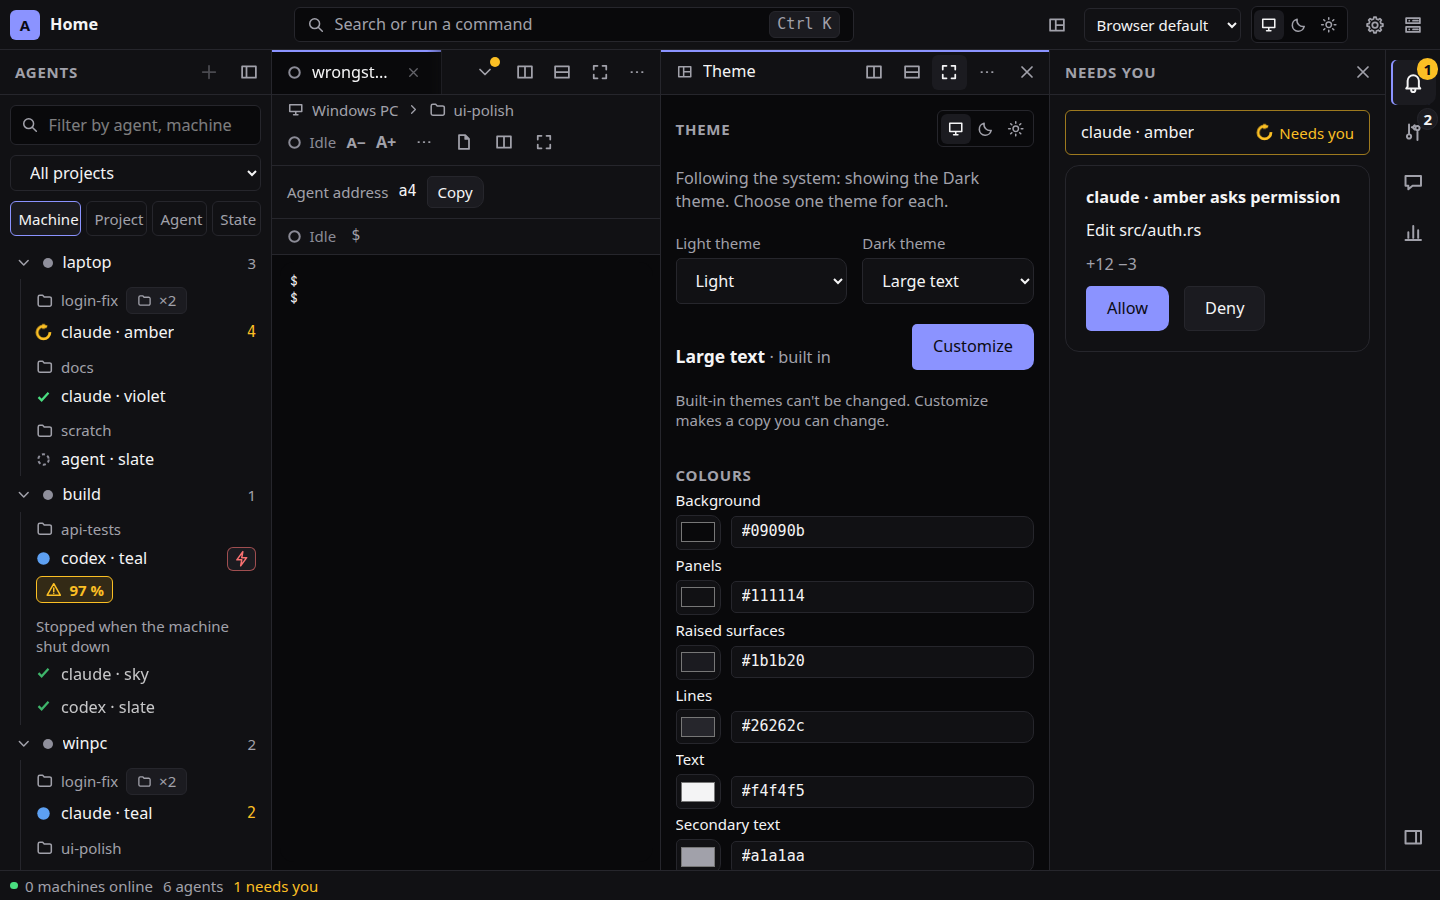 A Home
Search or run a command Ctrl K
Browser default
AGENTS
Filter by agent, machine
All projects
Machine Project Agent State
laptop 3
login-fix ×2
claude · amber 4
docs
claude · violet
scratch
agent · slate
build 1
api-tests
codex · teal
97 %
Stopped when the machine
shut down
claude · sky
codex · slate
winpc 2
login-fix ×2
claude · teal 2
ui-polish
wrongst...
Windows PC ui-polish
Idle A− A+
Agent address a4 Copy
Idle $
$
$
Theme
THEME
Following the system: showing the Dark
theme. Choose one theme for each.
Light theme Dark theme
Light Large text
Large text · built in Customize
Built-in themes can't be changed. Customize
makes a copy you can change.
COLOURS
Background
#09090b
Panels
#111114
Raised surfaces
#1b1b20
Lines
#26262c
Text
#f4f4f5
Secondary text
#a1a1aa
NEEDS YOU
claude · amber Needs you
claude · amber asks permission
Edit src/auth.rs
+12 −3
Allow Deny
1
2
0 machines online 6 agents 1 needs you